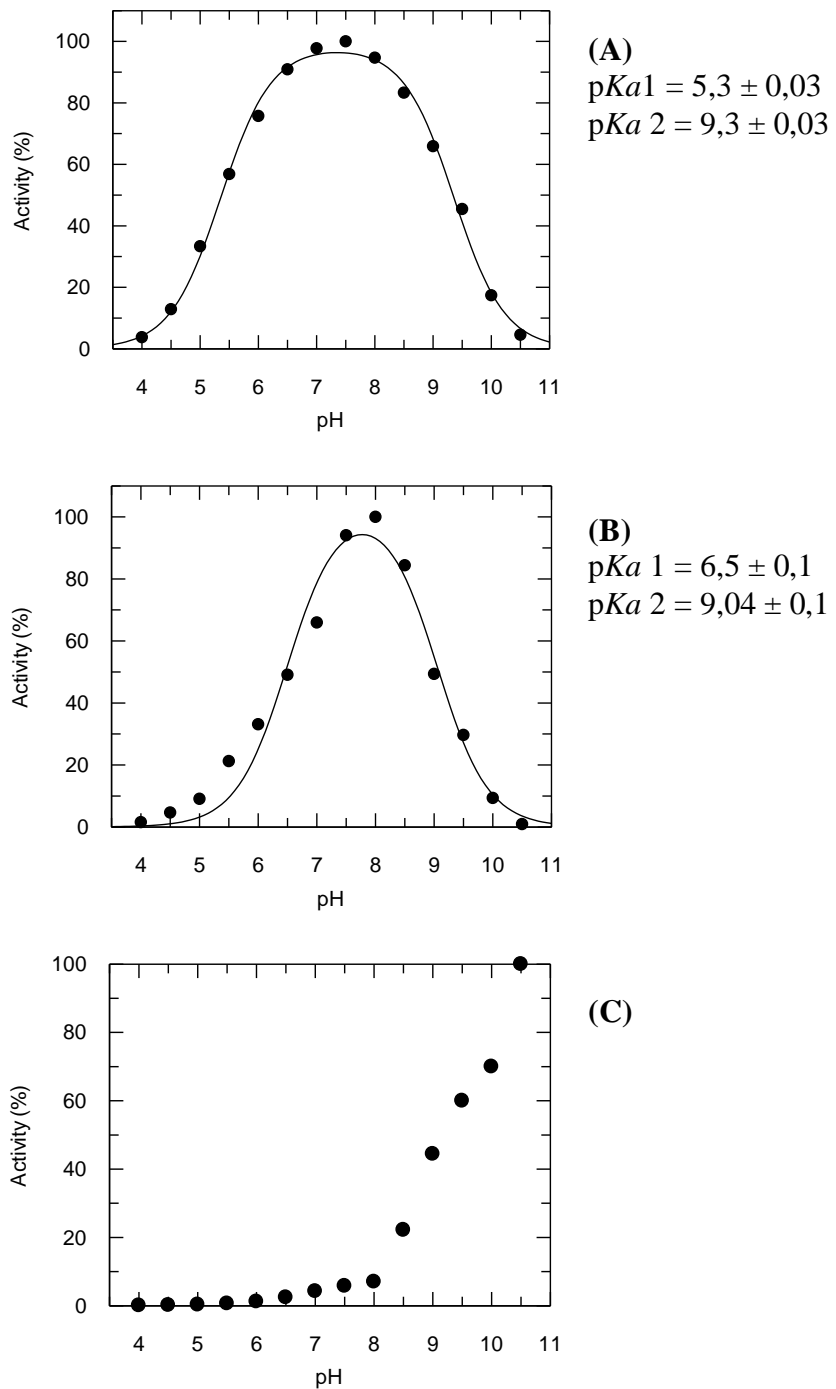 100
80
60
40
20
0
Activity (%)
4 5 6 7 8 9 10 11
pH
(A)
pKa1 = 5,3 ± 0,03
pKa 2 = 9,3 ± 0,03
100
80
60
40
20
0
Activity (%)
4 5 6 7 8 9 10 11
pH
(B)
pKa 1 = 6,5 ± 0,1
pKa 2 = 9,04 ± 0,1
100
80
60
40
20
0
Activity (%)
4 5 6 7 8 9 10 11
pH
(C)